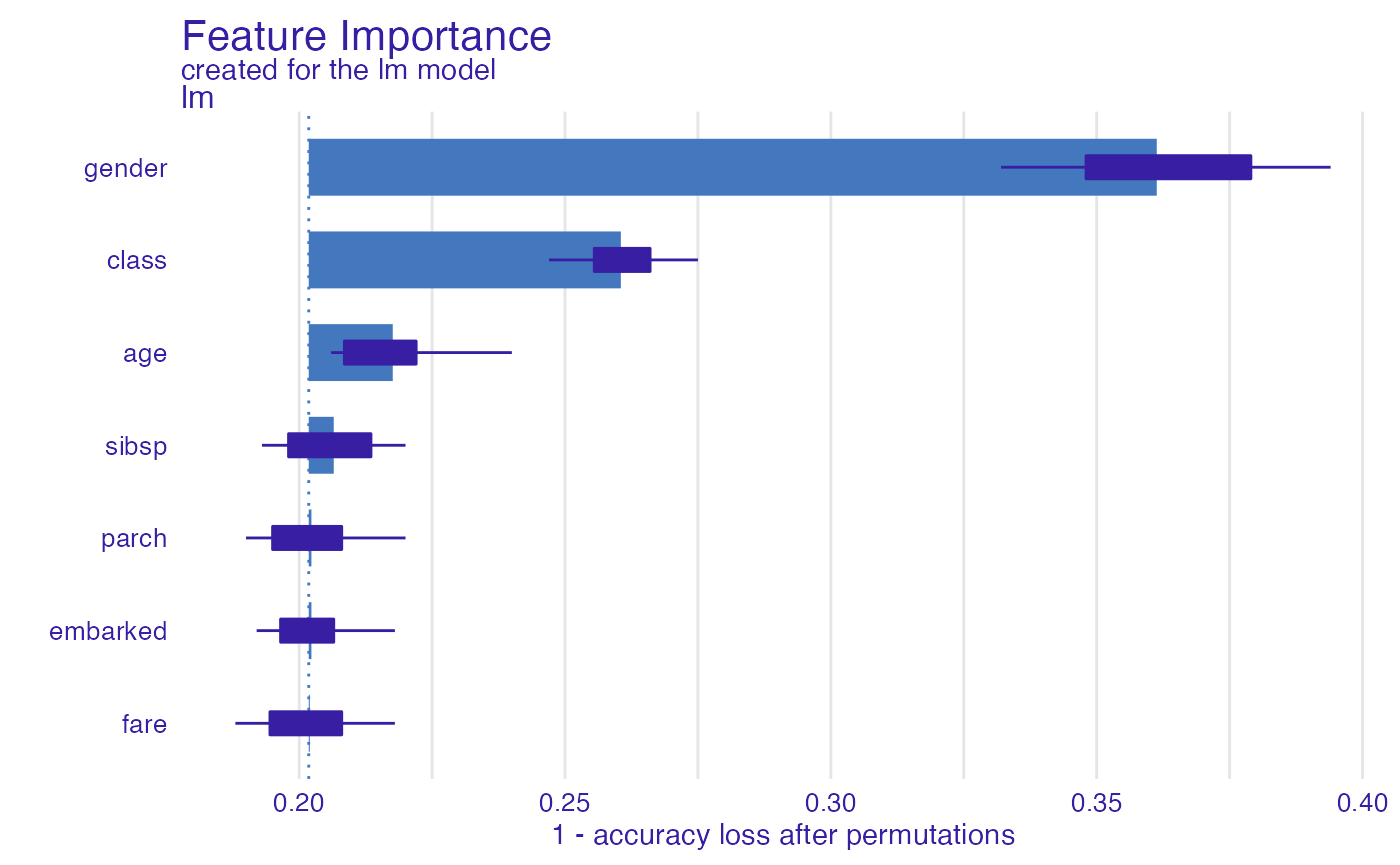 Feature Importance
created for the lm model
lm
gender
class
age
sibsp
parch
embarked
fare
0.20 0.25 0.30 0.35 0.40
1 - accuracy loss after permutations